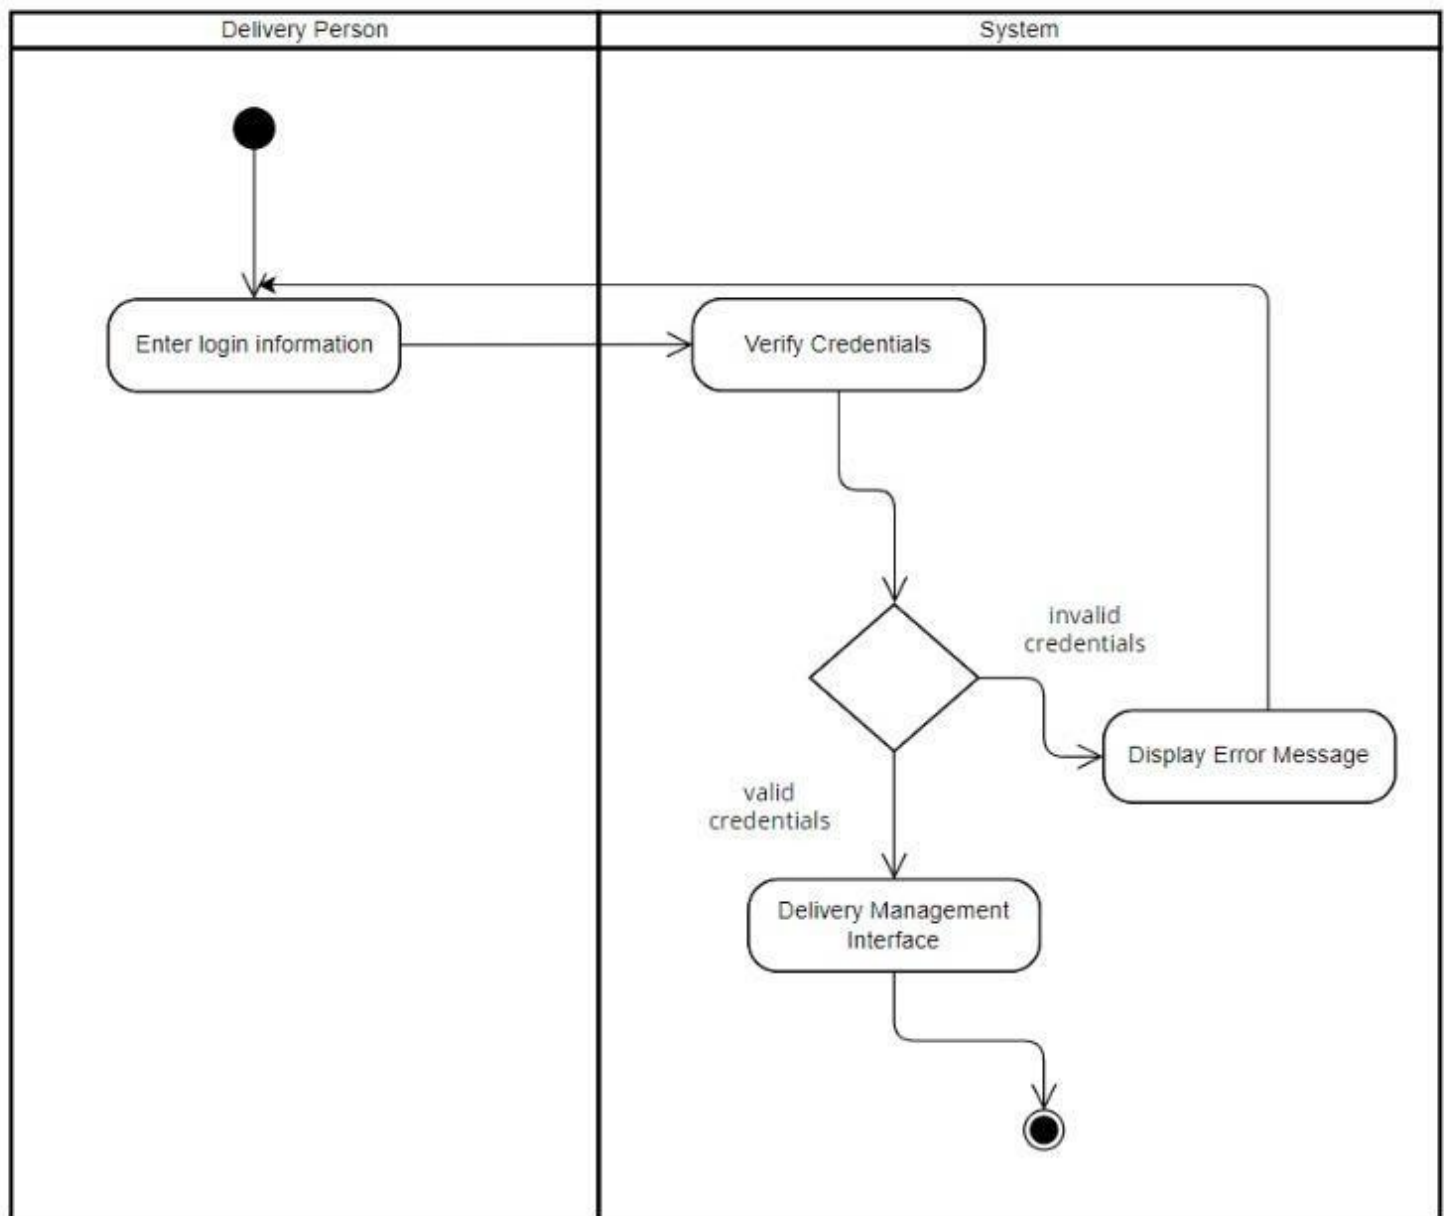 Delivery Person
System
Enter login information
Verify Credentials
invalid
credentials
Display Error Message
valid
credentials
Delivery Management
Interface